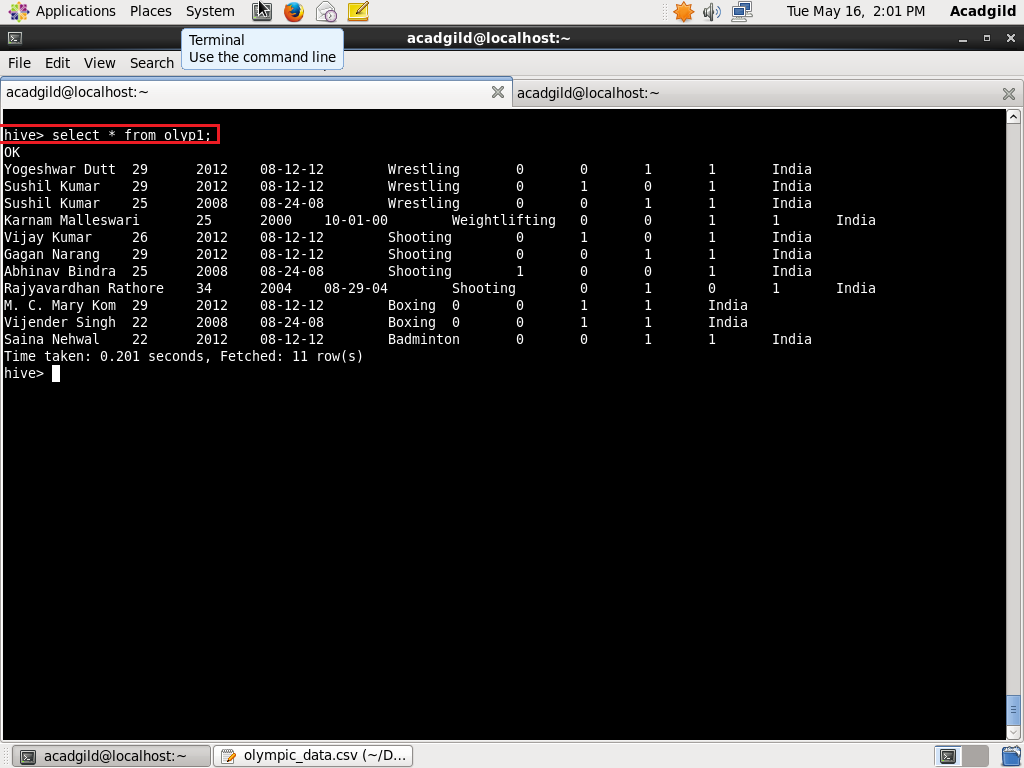 Applications Places System Tue May 16, 2:01 PM Acadgild
Terminal
Use the command line
acadgild@localhost:~
File Edit View Search
acadgild@localhost:~ acadgild@localhost:~
hive> select * from olyp1;
OK
Yogeshwar Dutt 29 2012 08-12-12 Wrestling 0 0 1 1 India
Sushil Kumar 29 2012 08-12-12 Wrestling 0 1 0 1 India
Sushil Kumar 25 2008 08-24-08 Wrestling 0 0 1 1 India
Karnam Malleswari 25 2000 10-01-00 Weightlifting 0 0 1 1 India
Vijay Kumar 26 2012 08-12-12 Shooting 0 1 0 1 India
Gagan Narang 29 2012 08-12-12 Shooting 0 0 1 1 India
Abhinav Bindra 25 2008 08-24-08 Shooting 1 0 0 1 India
Rajyavardhan Rathore 34 2004 08-29-04 Shooting 0 1 0 1 India
M. C. Mary Kom 29 2012 08-12-12 Boxing 0 0 1 1 India
Vijender Singh 22 2008 08-24-08 Boxing 0 0 1 1 India
Saina Nehwal 22 2012 08-12-12 Badminton 0 0 1 1 India
Time taken: 0.201 seconds, Fetched: 11 row(s)
hive>
acadgild@localhost:~ olympic_data.csv (~/D...